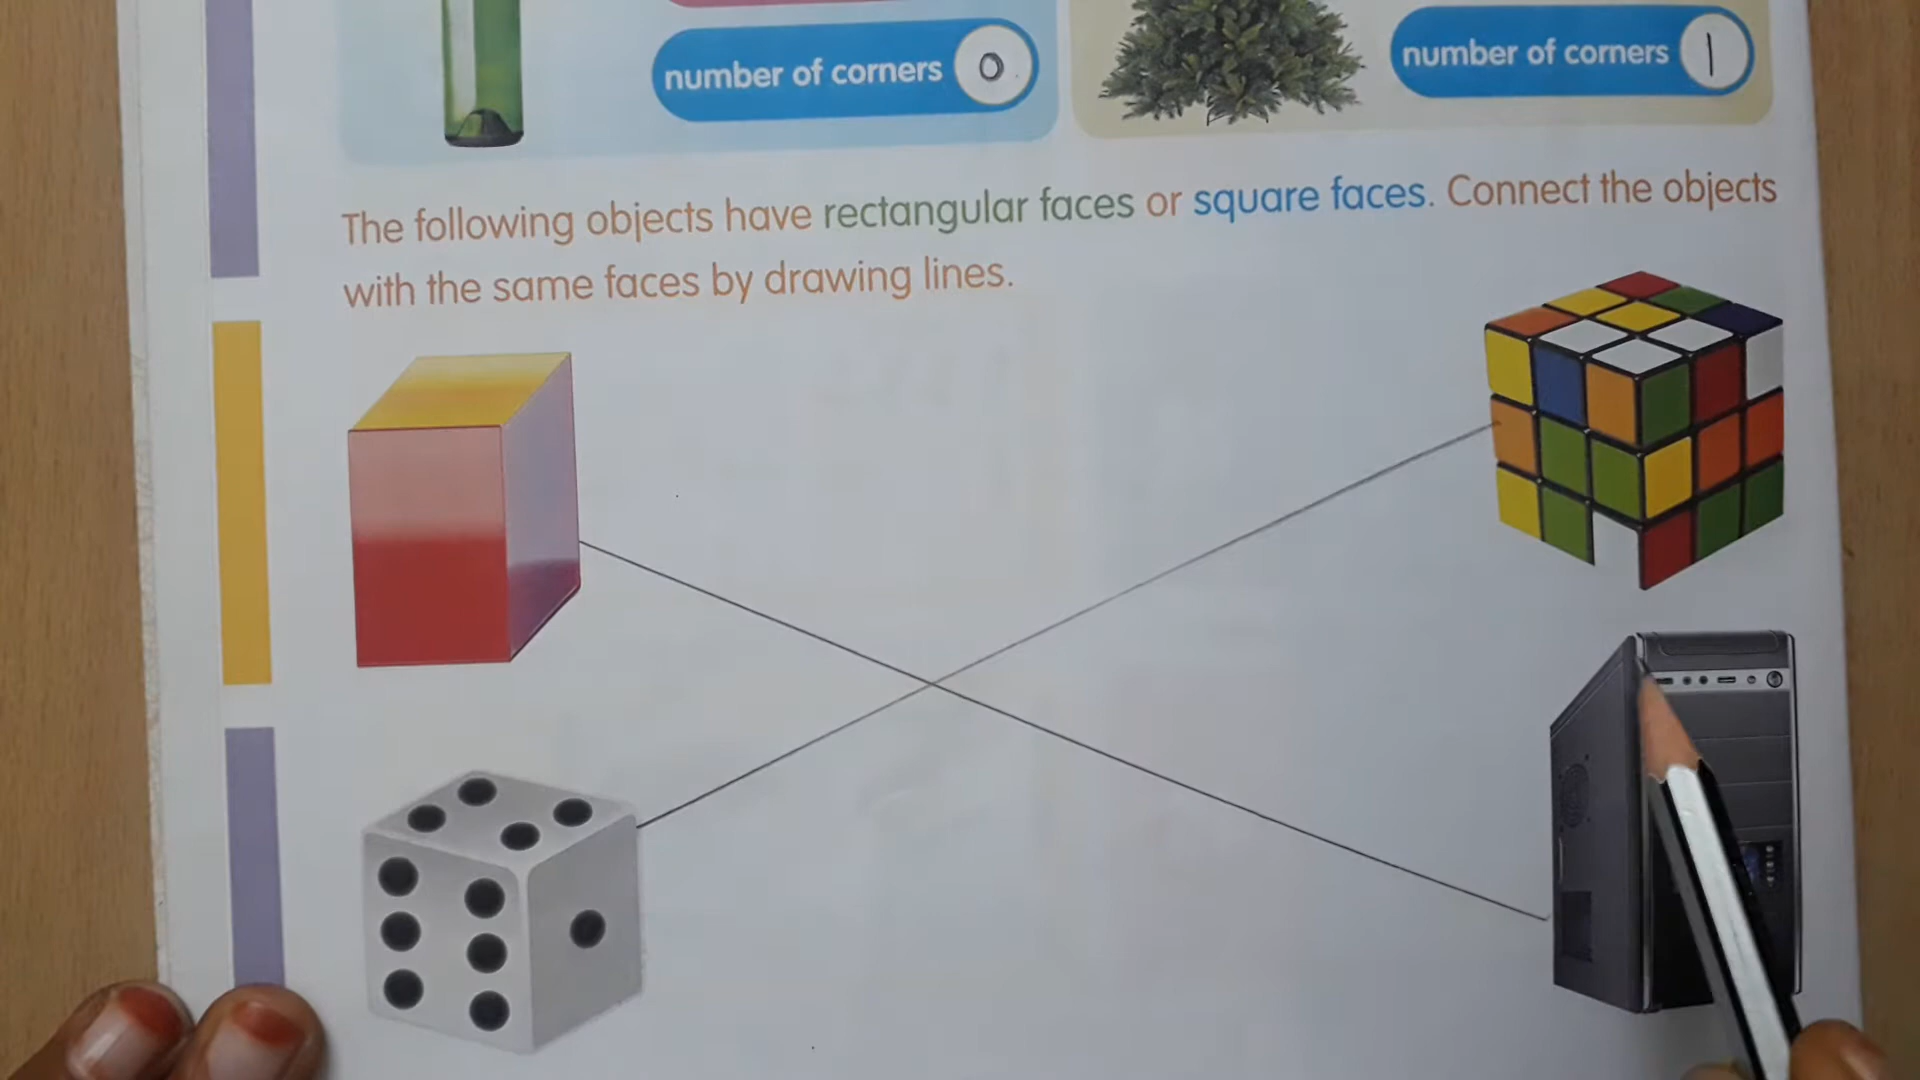 number of corners 0
number of corners 1
The following objects have rectangular faces or square faces. Connect the objects
with the same faces by drawing lines.